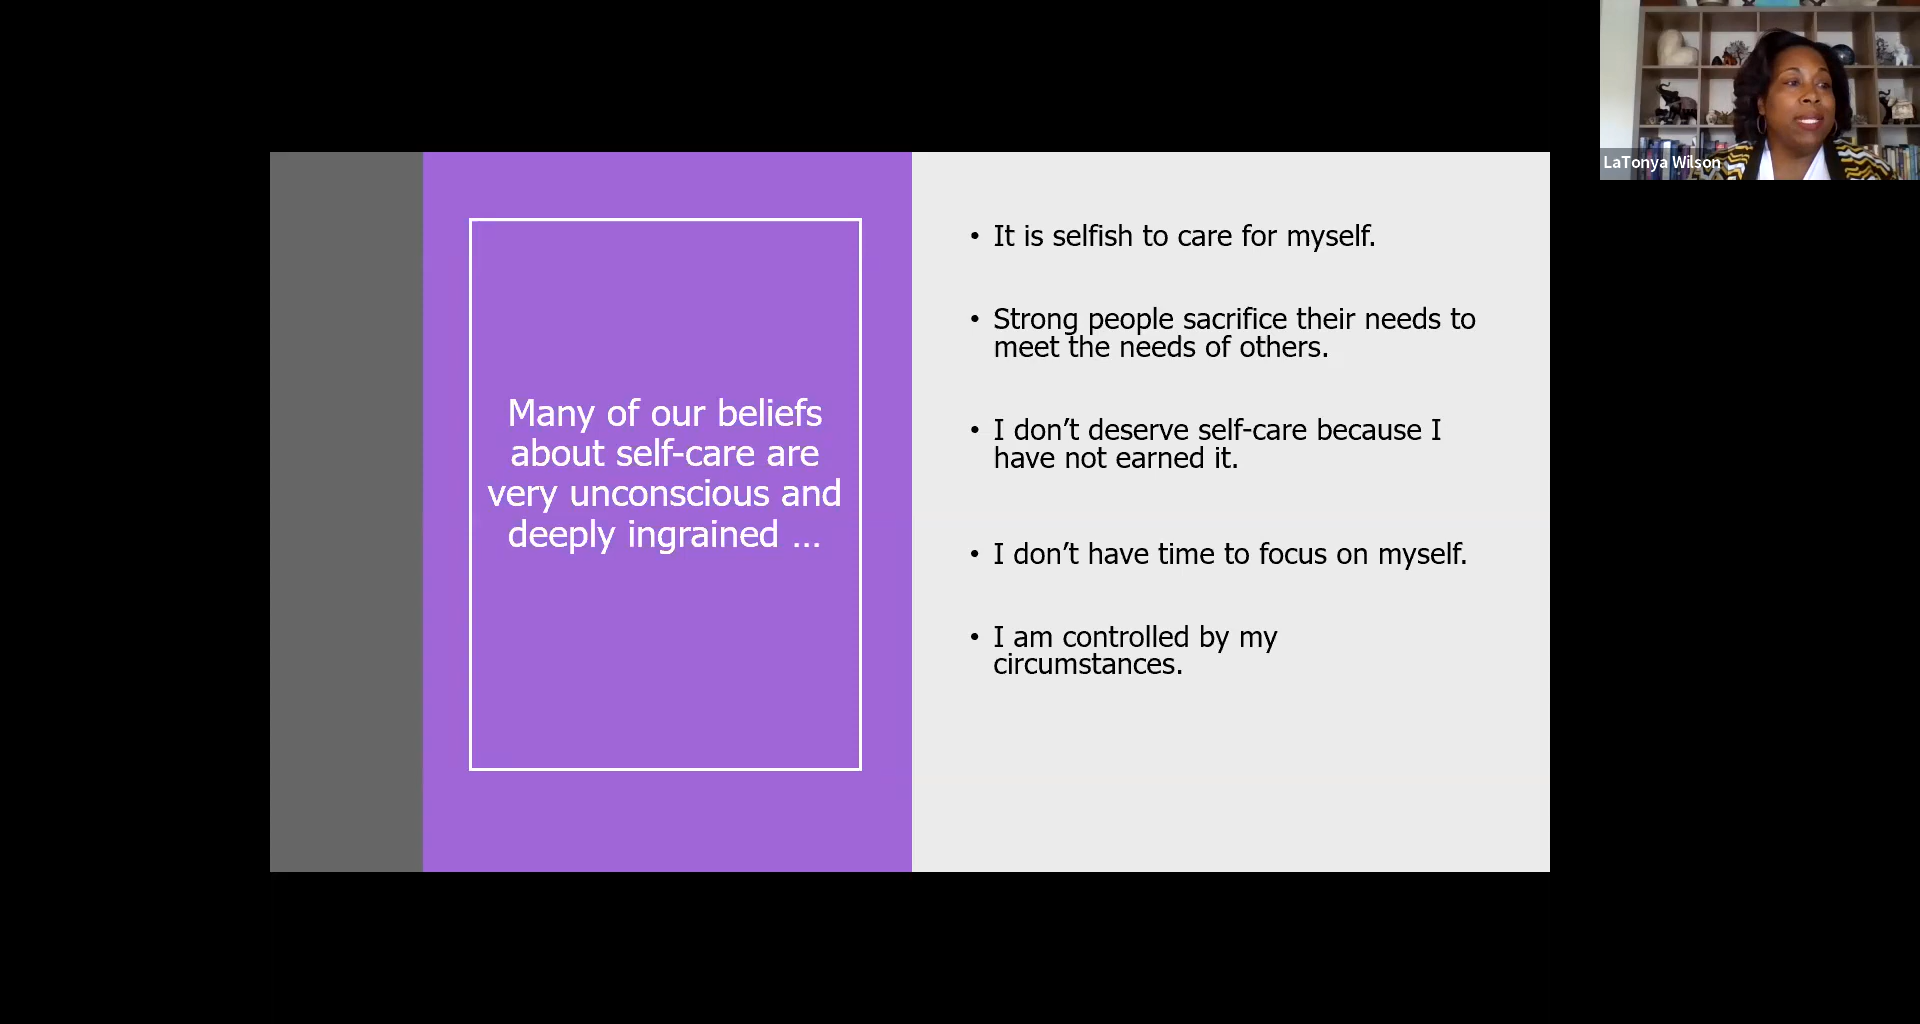 LaTonya Wilson
Many of our beliefs
about self-care are
very unconscious and
deeply ingrained ...
• It is selfish to care for myself.
• Strong people sacrifice their needs to
meet the needs of others.
• I don’t deserve self-care because I
have not earned it.
• I don’t have time to focus on myself.
• I am controlled by my
circumstances.